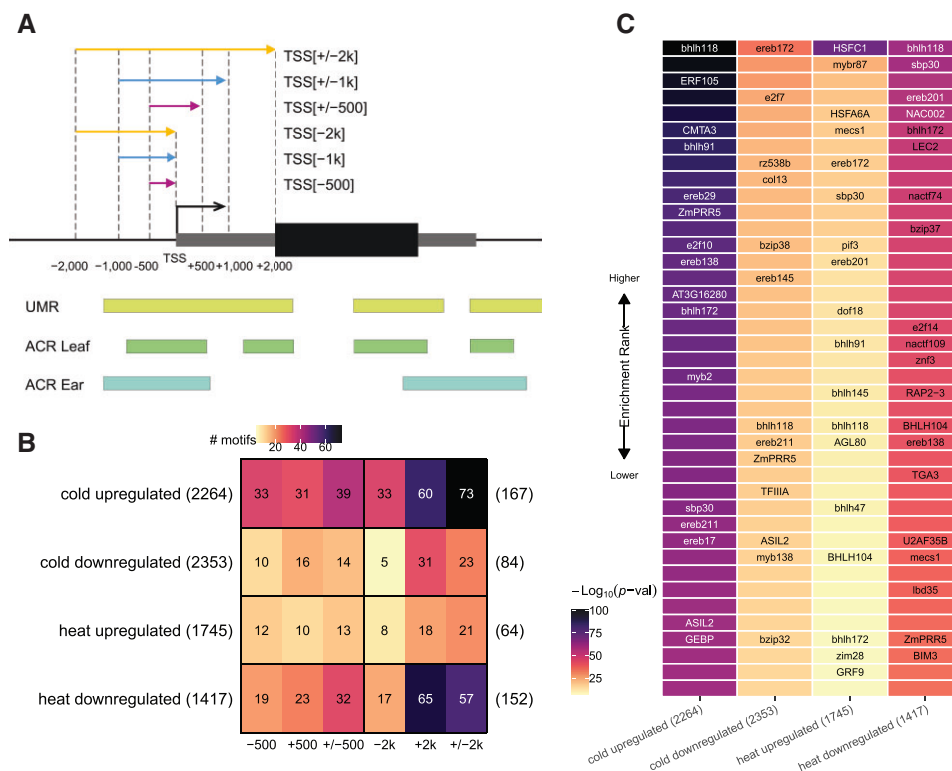 A
TSS[+/−2k]
TSS[+/−1k]
TSS[+/−500]
TSS[−2k]
TSS[−1k]
TSS[−500]
−2,000 −1,000 −500 TSS +500 +1,000 +2,000
UMR
ACR Leaf
ACR Ear
B
# motifs 20 40 60
cold upregulated (2264) 33 31 39 33 60 73 (167)
cold downregulated (2353) 10 16 14 5 31 23 (84)
heat upregulated (1745) 12 10 13 8 18 21 (64)
heat downregulated (1417) 19 23 32 17 65 57 (152)
−500 +500 +/−500 −2k +2k +/−2k
C
bhlh118 ereb172 HSFC1 bhlh118
mybr87 sbp30
ERF105
e2f7 ereb201
HSFA6A NAC002
CMTA3 mecs1 bhlh172
bhlh91 LEC2
rz538b ereb172
col13
ereb29 sbp30 nactf74
ZmPRR5
bzip37
e2f10 bzip38 pif3
ereb138 ereb201
ereb145
AT3G16280
bhlh172 dof18
e2f14
bhlh91 nactf109
znf3
myb2
bhlh145 RAP2−3
bhlh118 bhlh118 BHLH104
ereb211 AGL80 ereb138
ZmPRR5
TGA3
TFIIIA
sbp30 bhlh47
ereb211
ereb17 ASIL2 U2AF35B
myb138 BHLH104 mecs1
lbd35
ASIL2
GEBP bzip32 bhlh172 ZmPRR5
zim28 BIM3
GRF9
Higher
Enrichment Rank
Lower
−Log10(p−val)
100
75
50
25
cold upregulated (2264)
cold downregulated (2353)
heat upregulated (1745)
heat downregulated (1417)